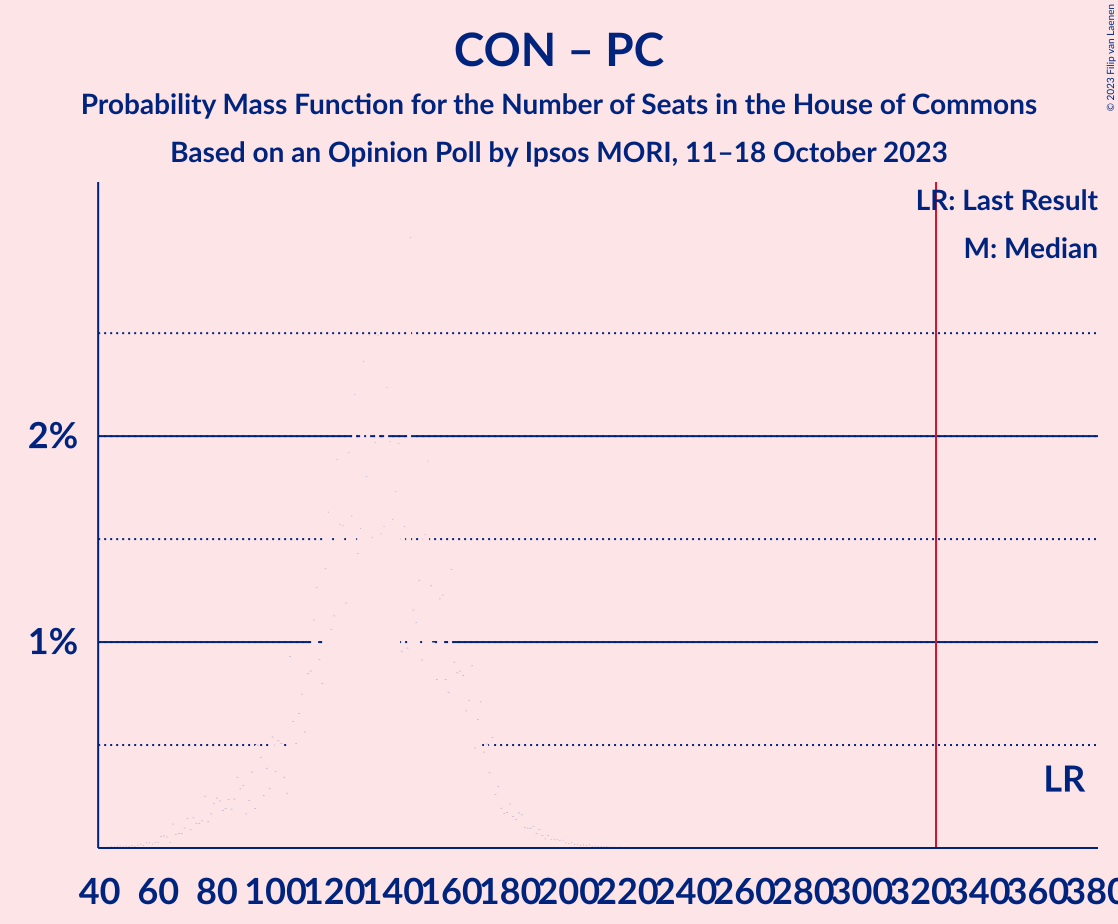 CON – PC
Probability Mass Function for the Number of Seats in the House of Commons
Based on an Opinion Poll by Ipsos MORI, 11–18 October 2023
© 2023 Filip van Laenen
LR: Last Result
M: Median
2%
1%
LR
40 60 80 100 120 140 160 180 200 220 240 260 280 300 320 340 360 380